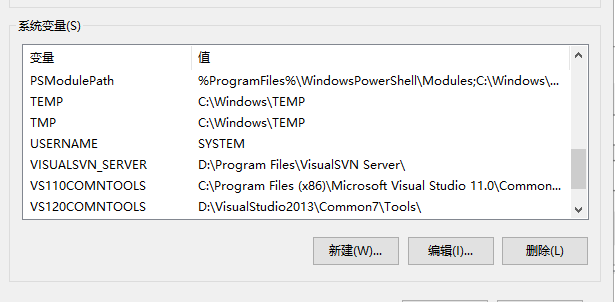 系统变量(S)
变量 值
PSModulePath %ProgramFiles%\WindowsPowerShell\Modules;C:\Windows\...
TEMP C:\Windows\TEMP
TMP C:\Windows\TEMP
USERNAME SYSTEM
VISUALSVN_SERVER D:\Program Files\VisualSVN Server\
VS110COMNTOOLS C:\Program Files (x86)\Microsoft Visual Studio 11.0\Common...
VS120COMNTOOLS D:\VisualStudio2013\Common7\Tools\
新建(W)... 编辑(I)... 删除(L)